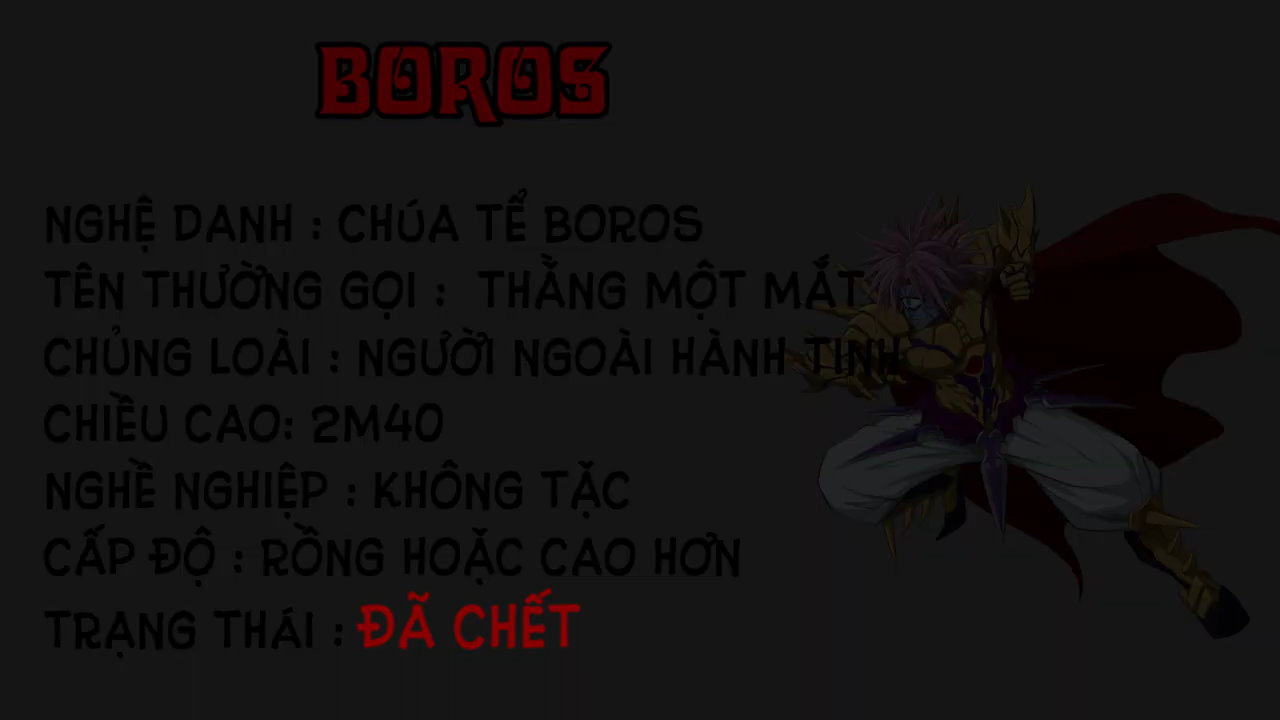 BOROS
NGHỆ DANH : CHÚA TỂ BOROS
TÊN THƯỜNG GỌI : THẰNG MỘT MẮT
CHỦNG LOÀI : NGƯỜI NGOÀI HÀNH TINH
CHIỀU CAO: 2M40
NGHỀ NGHIỆP : KHÔNG TẶC
CẤP ĐỘ : RỒNG HOẶC CAO HƠN
TRẠNG THÁI : ĐÃ CHẾT